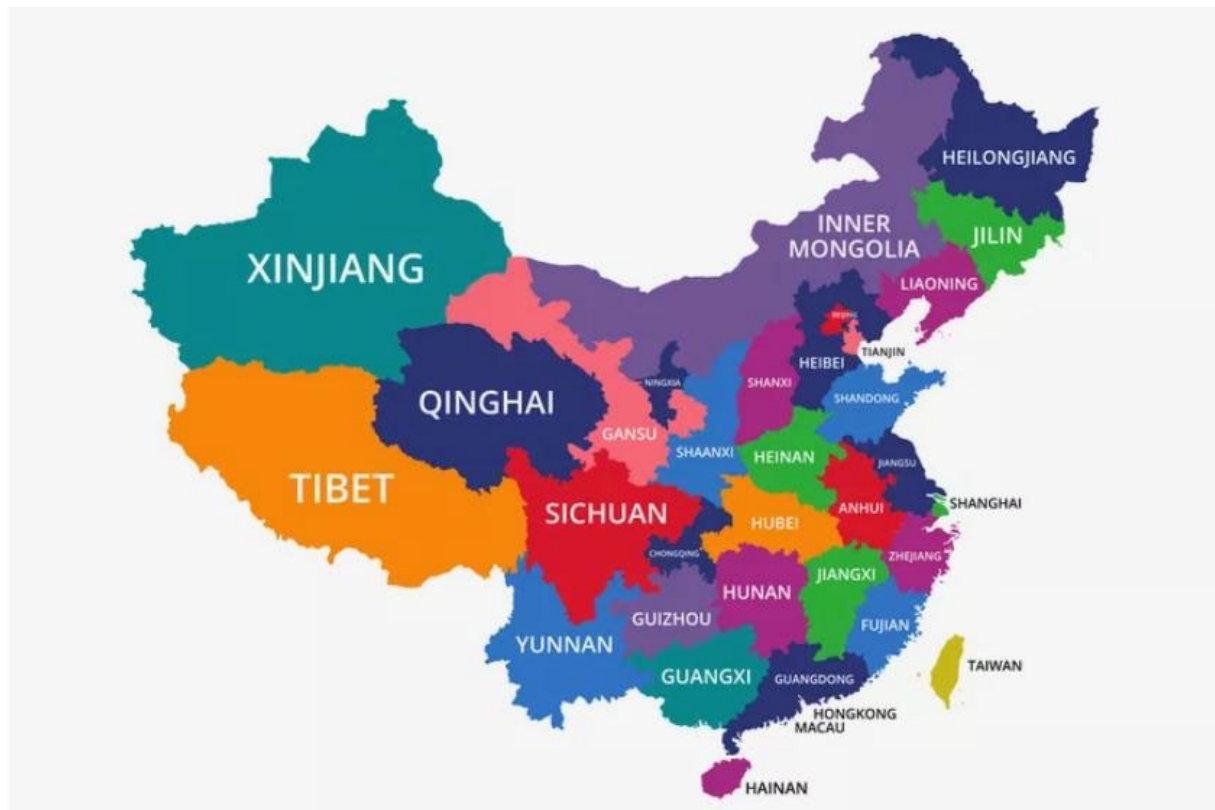 HEILONGJIANG
INNER
MONGOLIA
JILIN
XINJIANG
LIAONING
BEIJING
TIANJIN
HEIBEI
NINGXIA
SHANXI
QINGHAI
SHANDONG
GANSU
SHAANXI
HEINAN
JIANGSU
TIBET
SICHUAN
ANHUI
SHANGHAI
HUBEI
CHONGQING
ZHEJIANG
JIANGXI
HUNAN
GUIZHOU
FUJIAN
YUNNAN
TAIWAN
GUANGXI
GUANGDONG
HONGKONG
MACAU
HAINAN